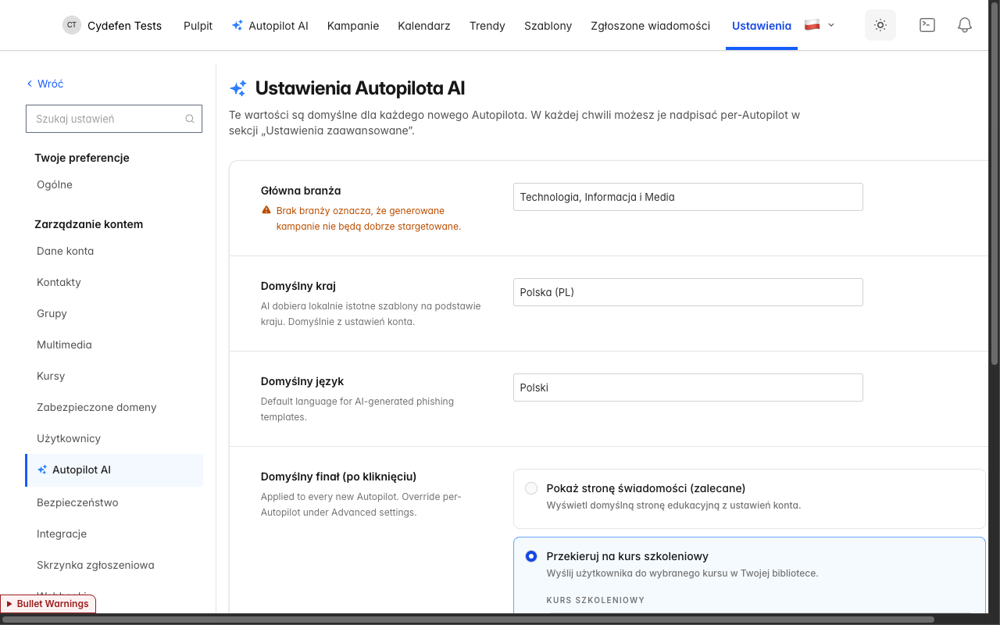 CT Cydefen Tests Pulpit Autopilot AI Kampanie Kalendarz Trendy Szablony Zgłoszone wiadomości Ustawienia
Wróć
Szukaj ustawień
Twoje preferencje
Ogólne
Zarządzanie kontem
Dane konta
Kontakty
Grupy
Multimedia
Kursy
Zabezpieczone domeny
Użytkownicy
Autopilot AI
Bezpieczeństwo
Integracje
Skrzynka zgłoszeniowa
Bullet Warnings
Ustawienia Autopilota AI
Te wartości są domyślne dla każdego nowego Autopilota. W każdej chwili możesz je nadpisać per-Autopilot w
sekcji „Ustawienia zaawansowane”.
Główna branża
Brak branży oznacza, że generowane
kampanie nie będą dobrze stargetowane.
Technologia, Informacja i Media
Domyślny kraj
AI dobiera lokalnie istotne szablony na podstawie
kraju. Domyślnie z ustawień konta.
Polska (PL)
Domyślny język
Default language for AI-generated phishing
templates.
Polski
Domyślny finał (po kliknięciu)
Applied to every new Autopilot. Override per-
Autopilot under Advanced settings.
Pokaż stronę świadomości (zalecane)
Wyświetl domyślną stronę edukacyjną z ustawień konta.
Przekieruj na kurs szkoleniowy
Wyślij użytkownika do wybranego kursu w Twojej bibliotece.
KURS SZKOLENIOWY